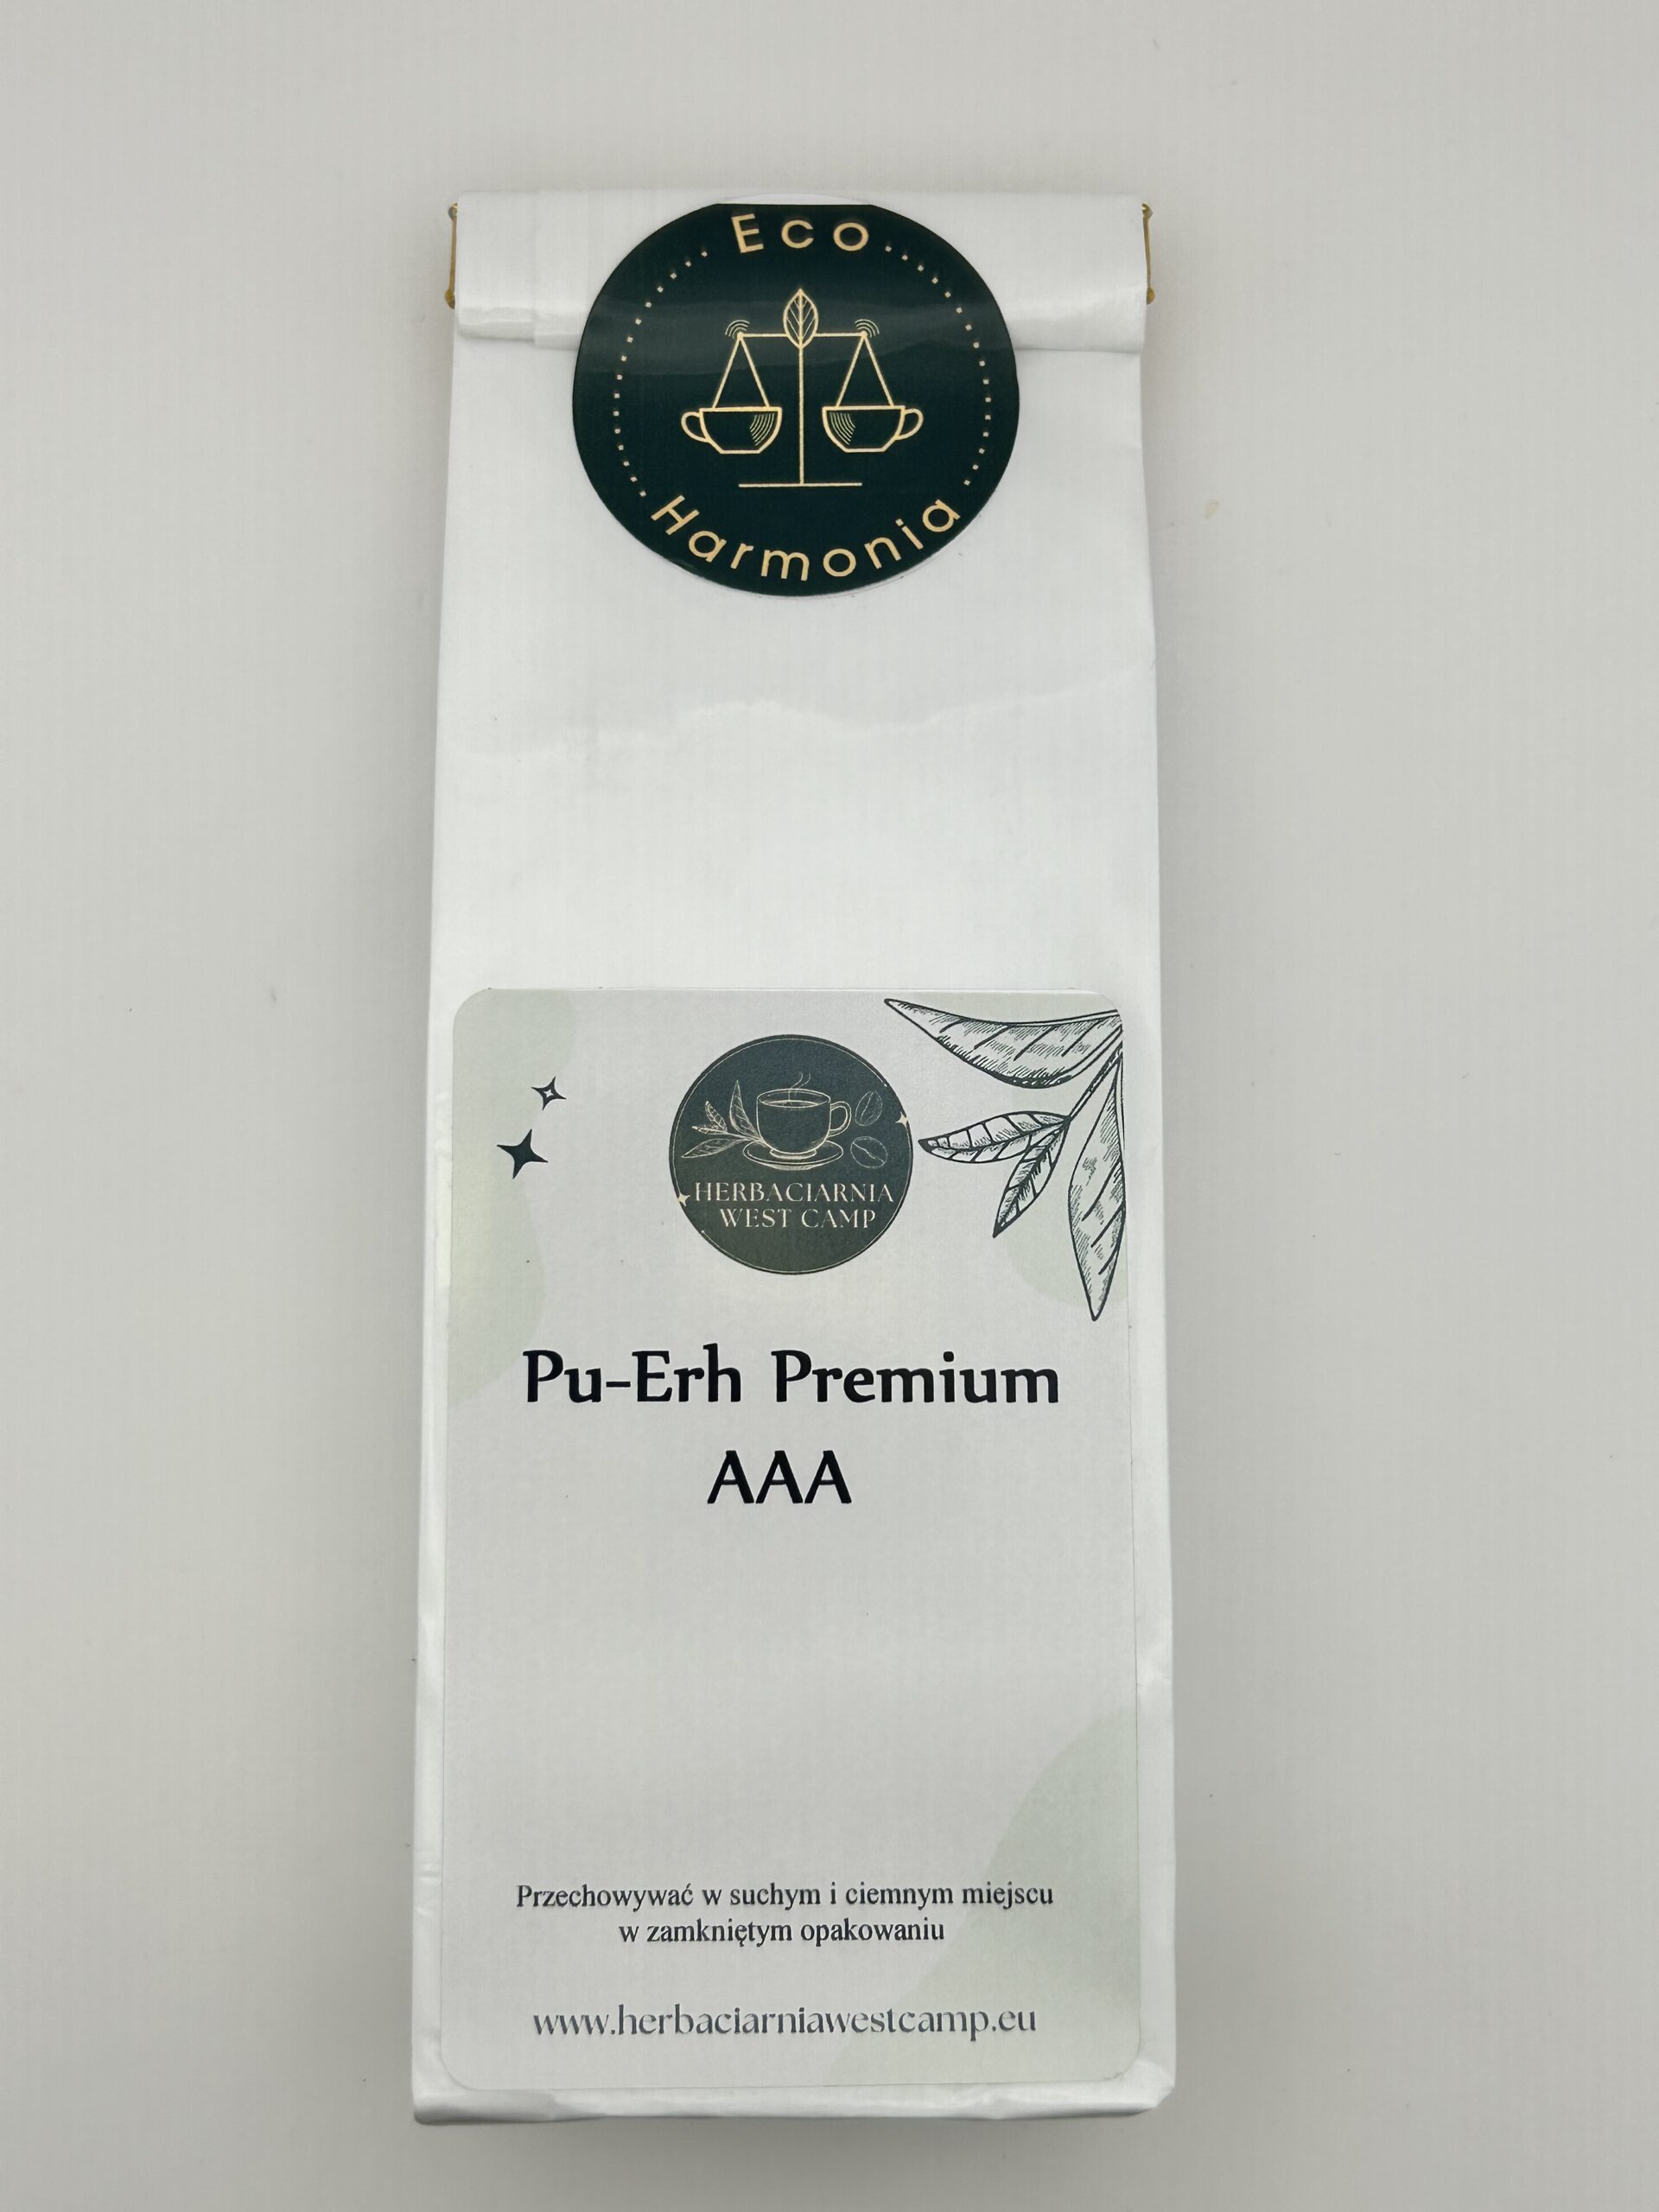 Eco
Harmonia
HERBACIARNIA
WEST CAMP
Pu-Erh Premium
AAA
Przechowywać w suchym i ciemnym miejscu
w zamkniętym opakowaniu
www.herbaciarniawestcamp.eu